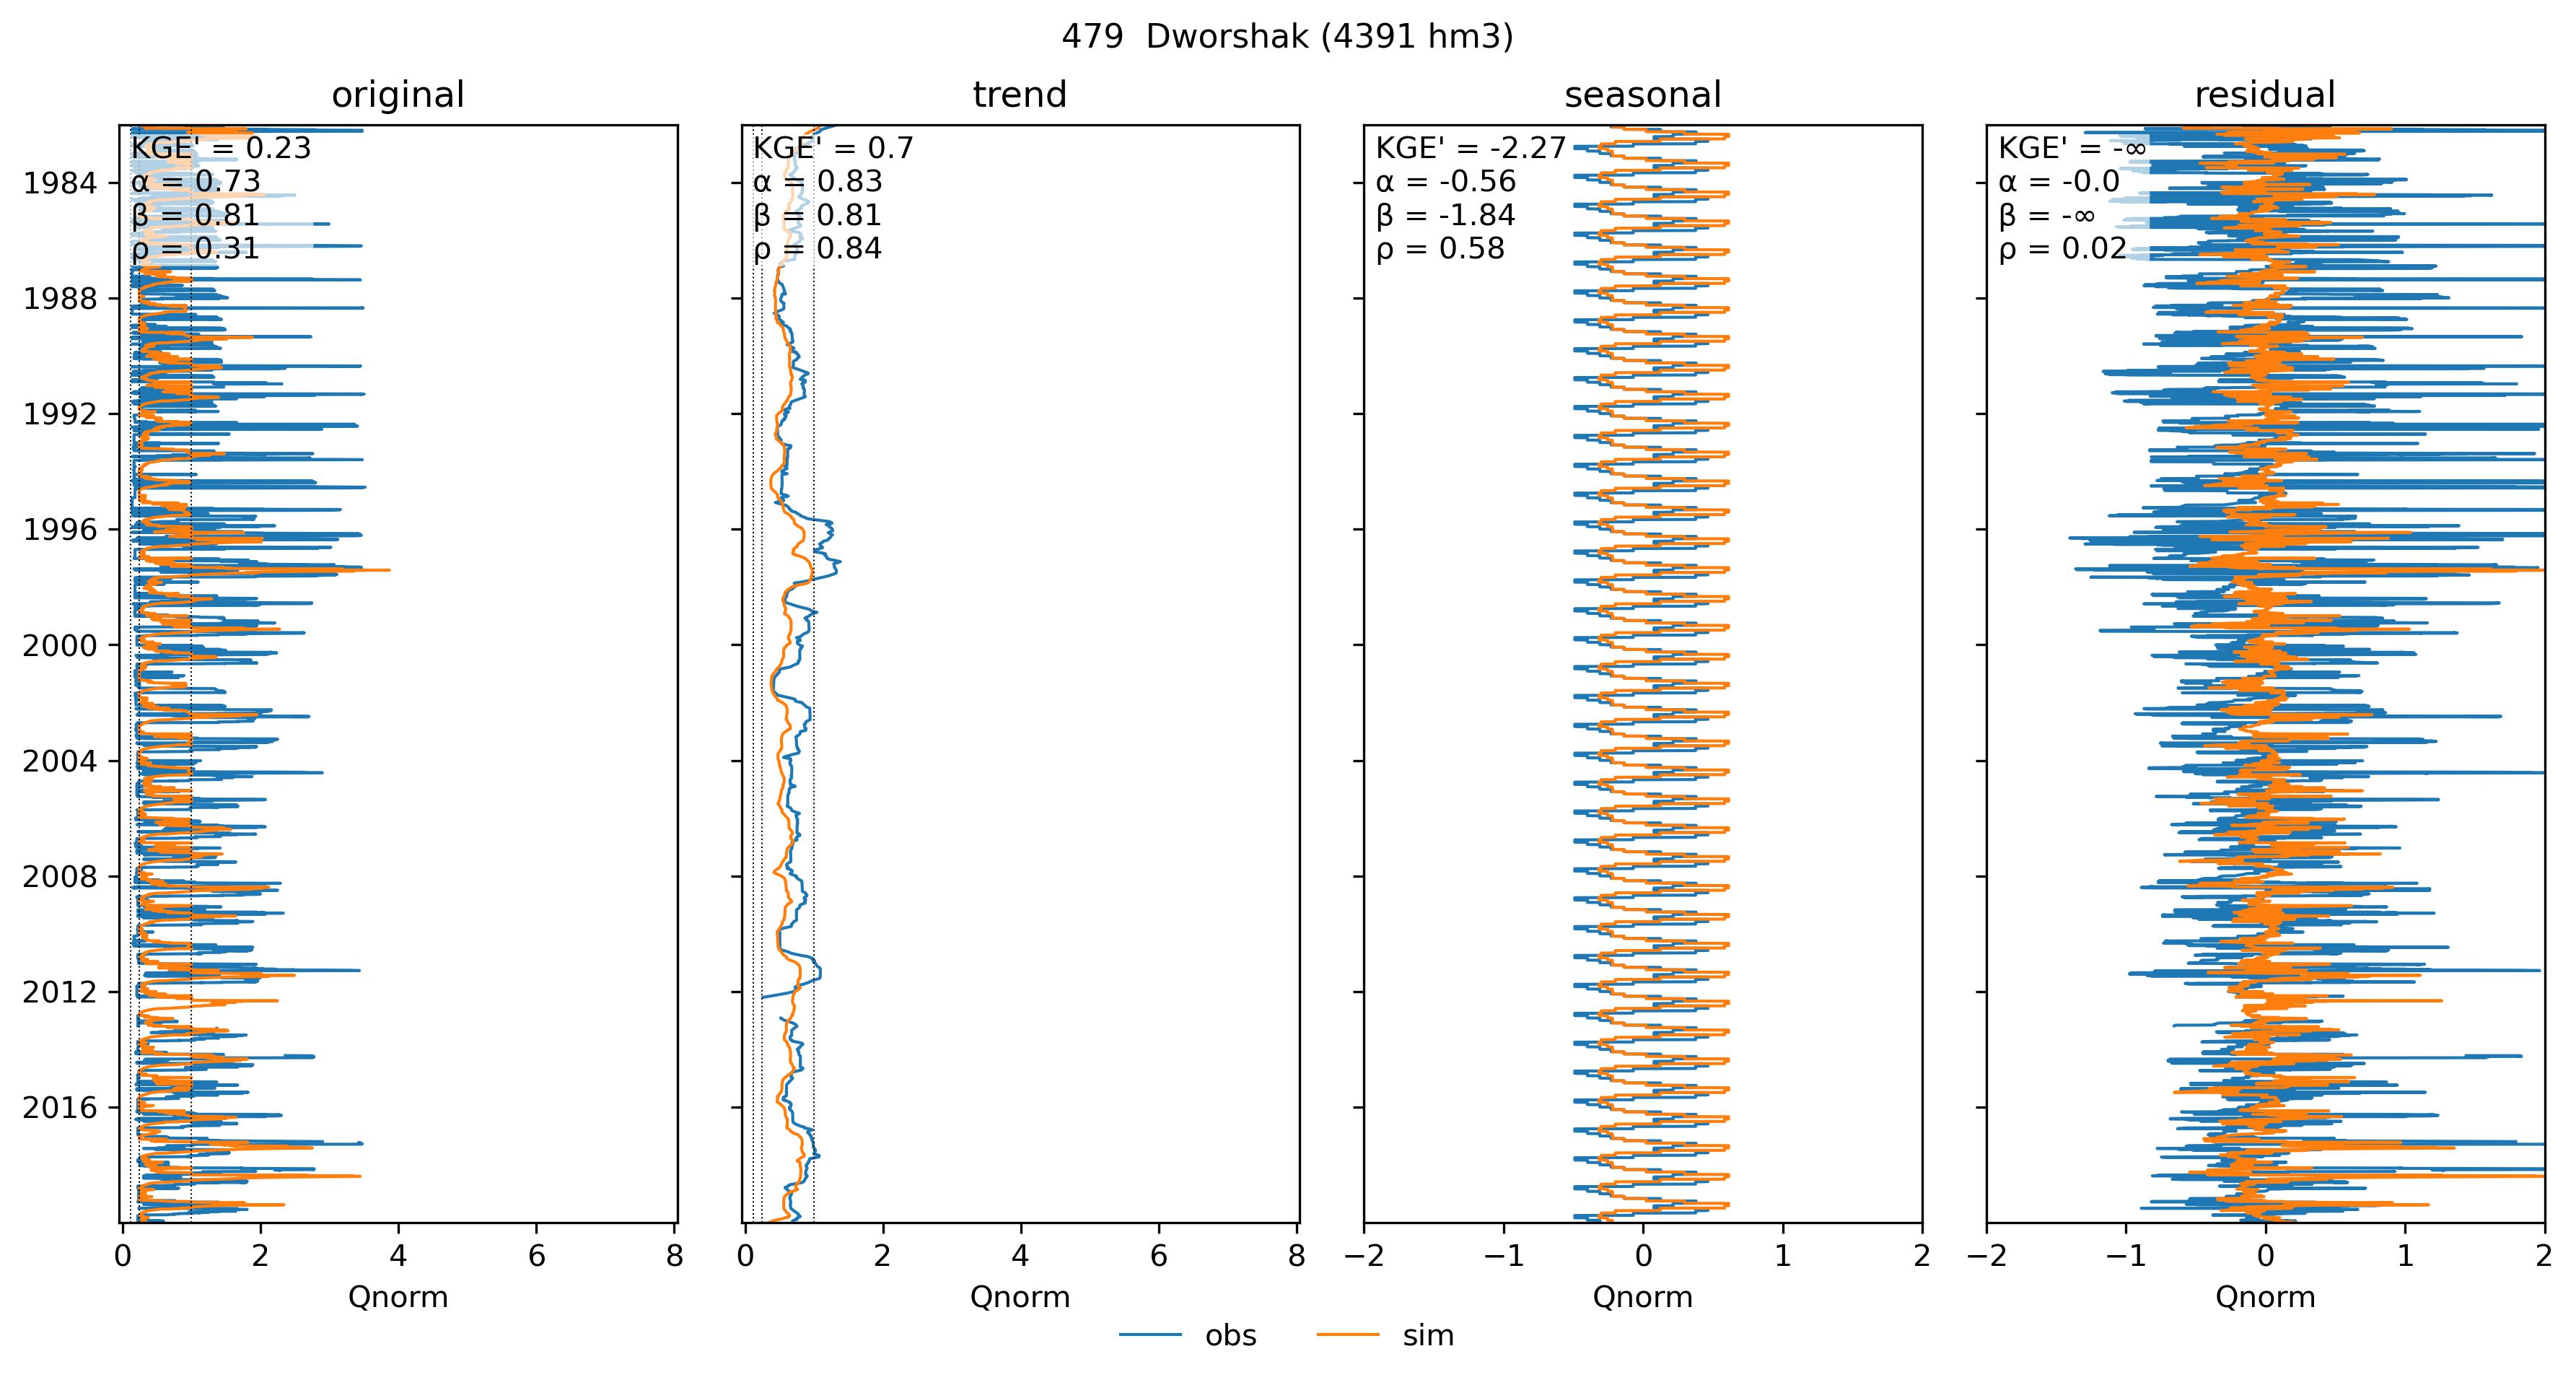 479  Dworshak (4391 hm3)
original
trend
seasonal
residual
KGE' = 0.23
α = 0.73
β = 0.81
ρ = 0.31
KGE' = 0.7
α = 0.83
β = 0.81
ρ = 0.84
KGE' = -2.27
α = -0.56
β = -1.84
ρ = 0.58
KGE' = -∞
α = -0.0
β = -∞
ρ = 0.02
1984
1988
1992
1996
2000
2004
2008
2012
2016
0 2 4 6 8
0 2 4 6 8
−2 −1 0 1 2
−2 −1 0 1 2
Qnorm
Qnorm
Qnorm
Qnorm
obs sim